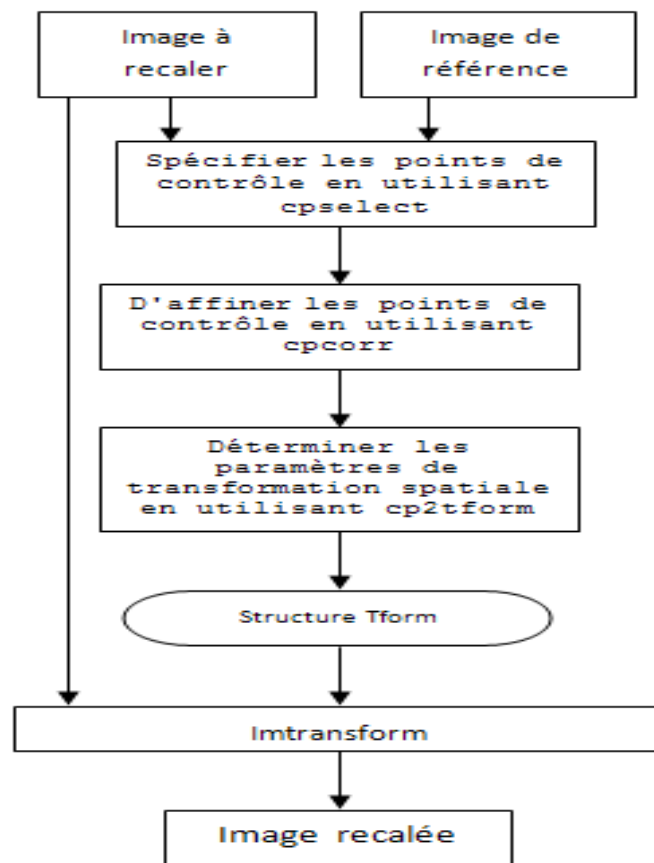 Image à
recaler
Image de
référence
Spécifier les points de
contrôle en utilisant
cpselect
D'affiner les points de
contrôle en utilisant
cpcorr
Déterminer les
paramètres de
transformation spatiale
en utilisant cp2tform
Structure Tform
Imtransform
Image recalée